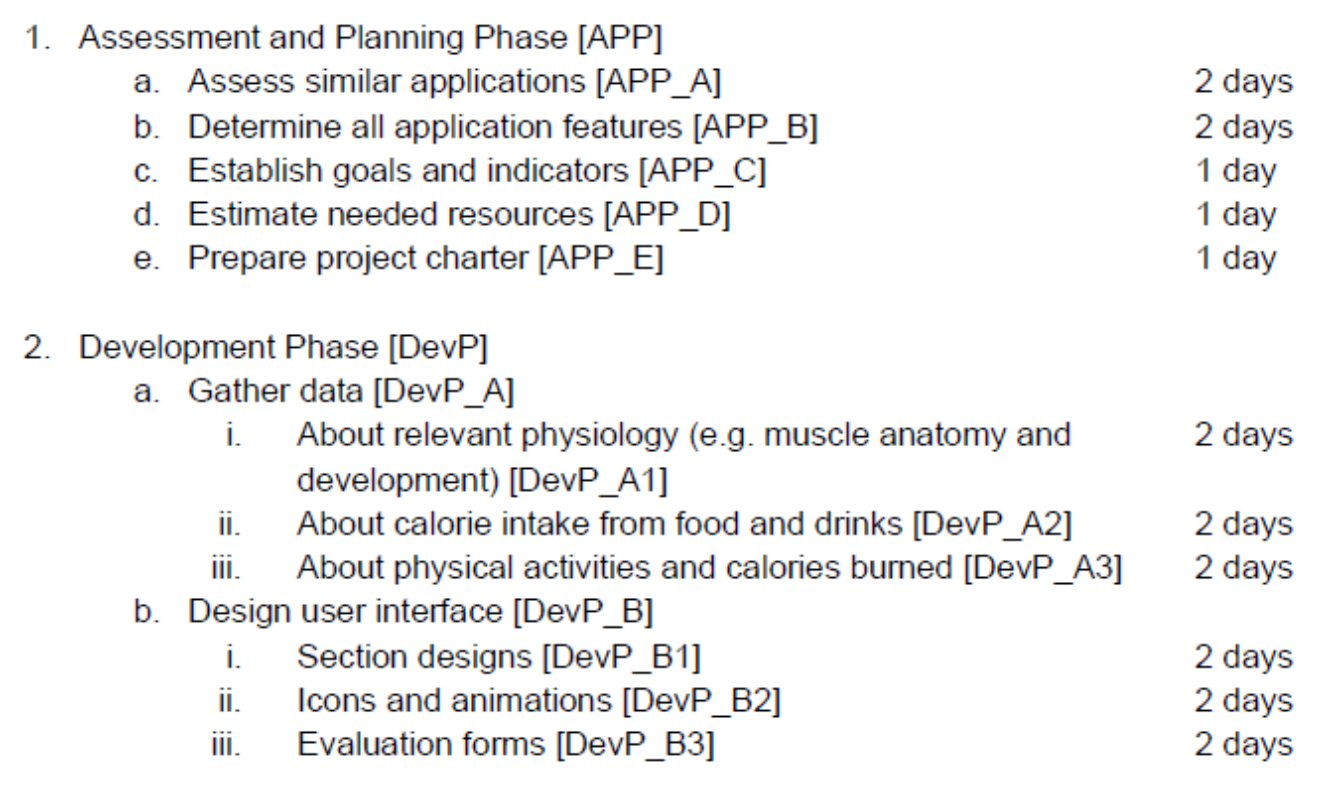 1. Assessment and Planning Phase [APP]
a. Assess similar applications [APP_A] 2 days
b. Determine all application features [APP_B] 2 days
c. Establish goals and indicators [APP_C] 1 day
d. Estimate needed resources [APP_D] 1 day
e. Prepare project charter [APP_E] 1 day
2. Development Phase [DevP]
a. Gather data [DevP_A]
i. About relevant physiology (e.g. muscle anatomy and 2 days
development) [DevP_A1]
ii. About calorie intake from food and drinks [DevP_A2] 2 days
iii. About physical activities and calories burned [DevP_A3] 2 days
b. Design user interface [DevP_B]
i. Section designs [DevP_B1] 2 days
ii. Icons and animations [DevP_B2] 2 days
iii. Evaluation forms [DevP_B3] 2 days